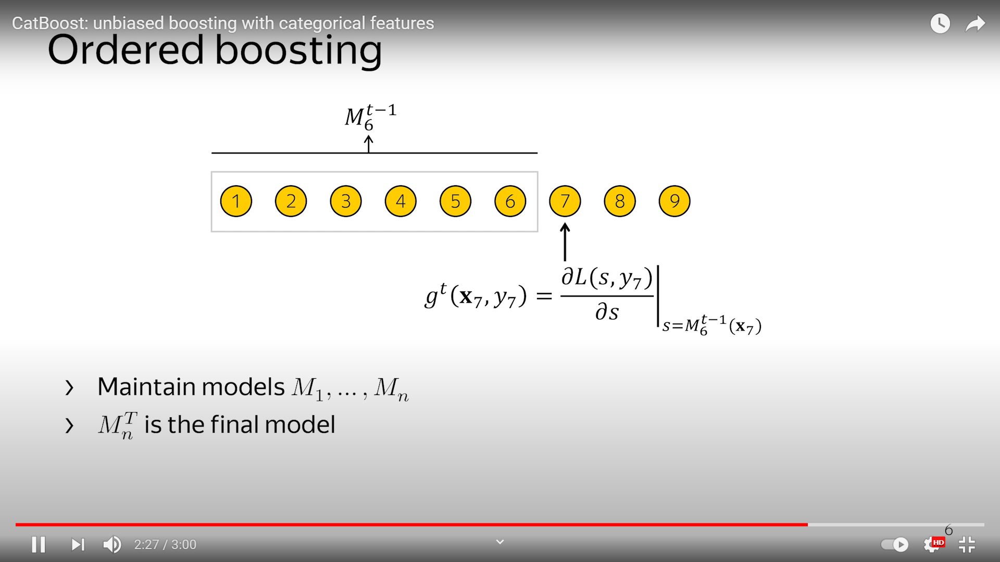 CatBoost: unbiased boosting with categorical features
Ordered boosting
$M_6^{t-1}$
1 2 3 4 5 6 7 8 9
$g^t(\mathbf{x}_7, y_7) = \left.\frac{\partial L(s, y_7)}{\partial s}\right|_{s=M_6^{t-1}(\mathbf{x}_7)}$
› Maintain models $M_1, \ldots, M_n$
› $M_n^T$ is the final model
6
2:27 / 3:00
HD